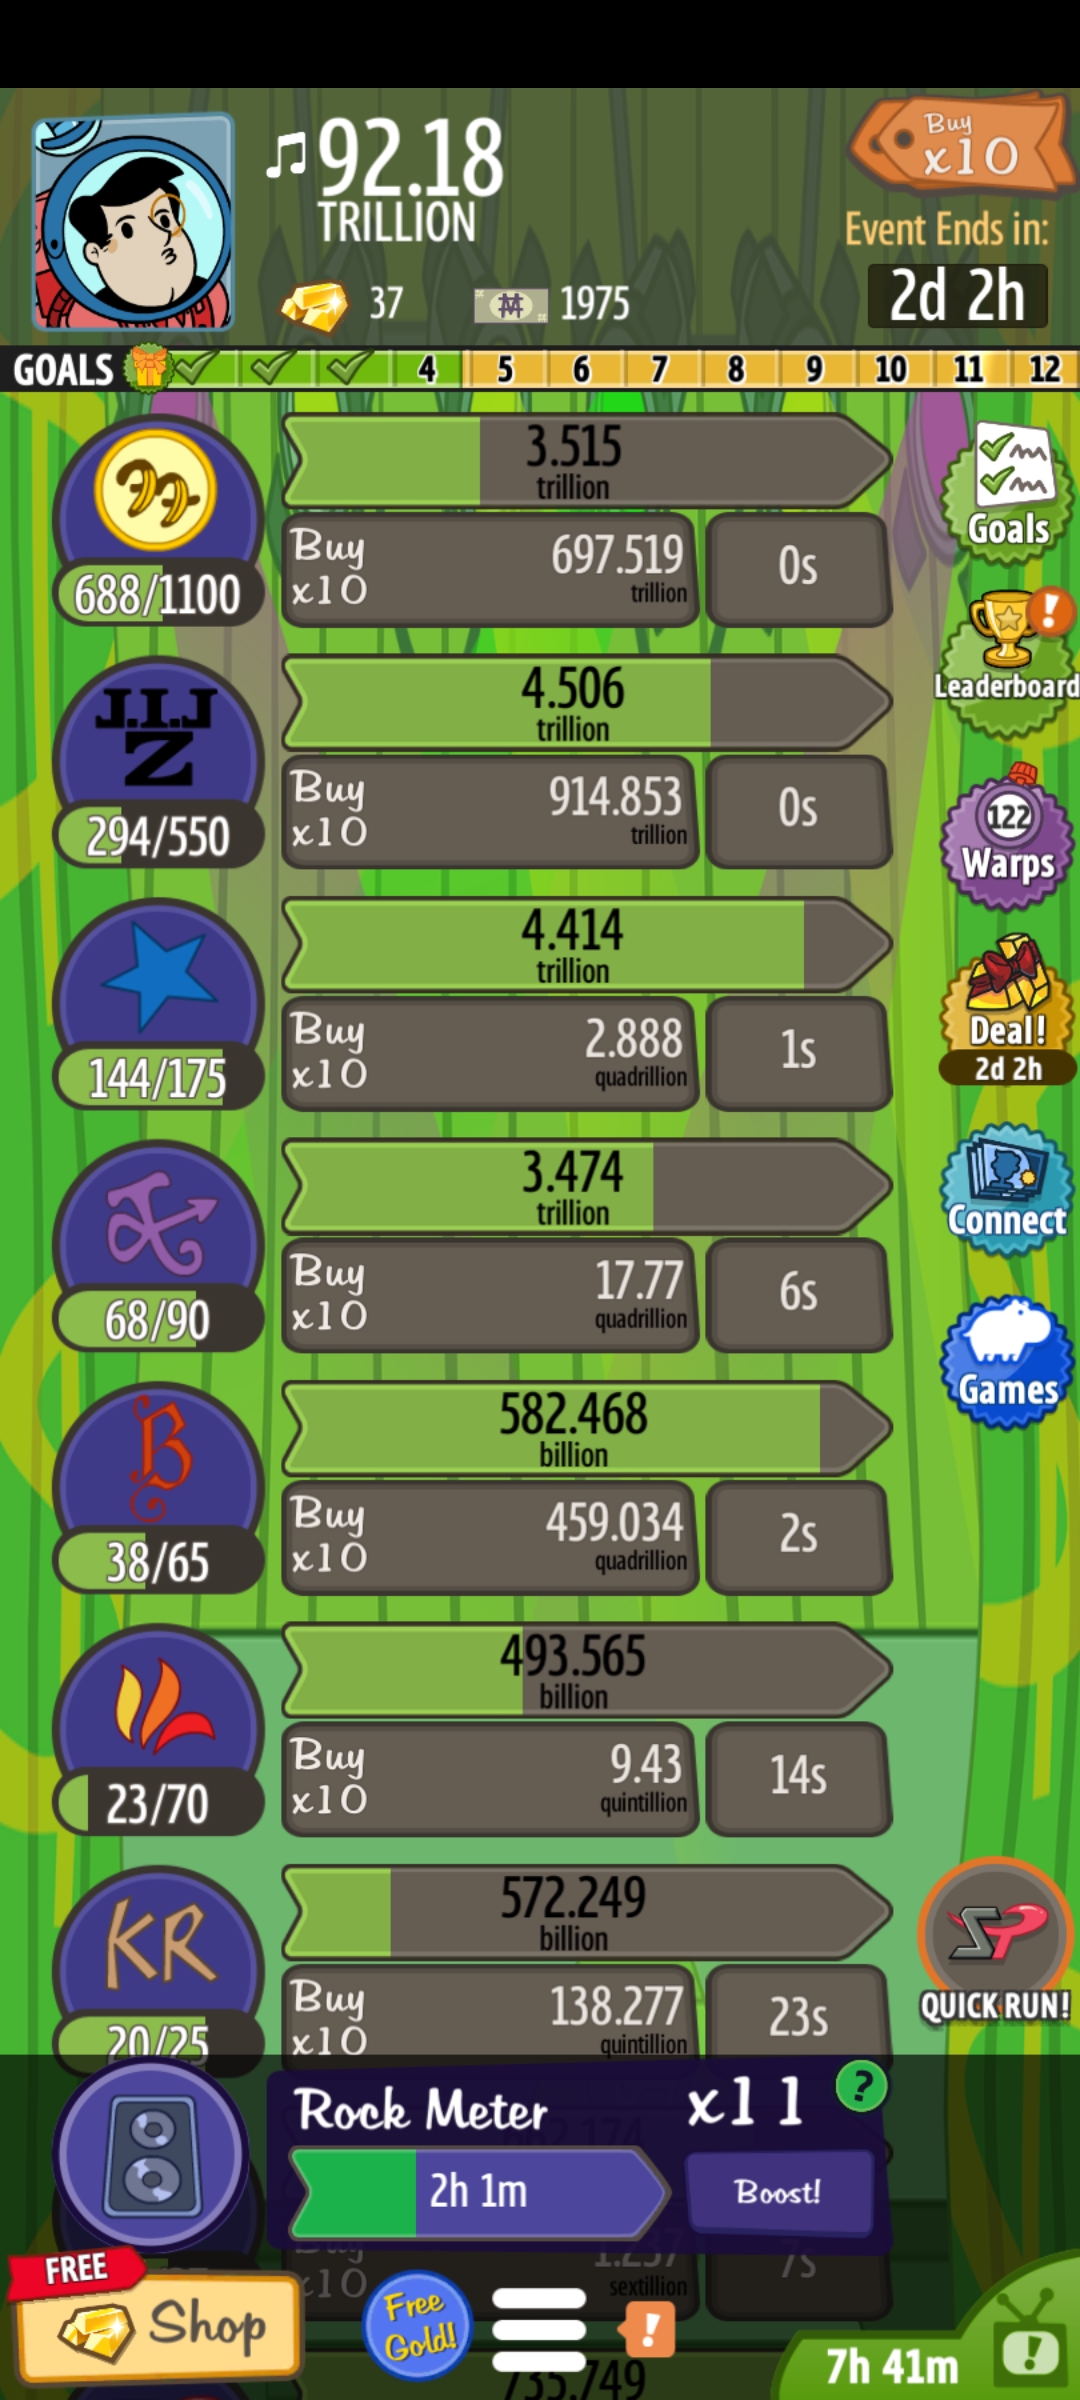 92.18
TRILLION
Buy
x10
Event Ends in:
2d 2h
37
1975
GOALS 4 5 6 7 8 9 10 11 12
3.515
trillion
Buy
x10
697.519
trillion
0s
688/1100
Goals
Leaderboard
J.I.J
Z
4.506
trillion
Buy
x10
914.853
trillion
0s
294/550
122
Warps
4.414
trillion
Buy
x10
2.888
quadrillion
1s
144/175
Deal!
2d 2h
3.474
trillion
Buy
x10
17.77
quadrillion
6s
68/90
Connect
B
582.468
billion
Buy
x10
459.034
quadrillion
2s
38/65
Games
493.565
billion
Buy
x10
9.43
quintillion
14s
23/70
KR
572.249
billion
Buy
x10
138.277
quintillion
23s
20/25
QUICK RUN!
Rock Meter
x11
?
2h 1m
Boost!
x10
1.237
sextillion
7s
FREE
Shop
Free
Gold!
!
735.749
7h 41m